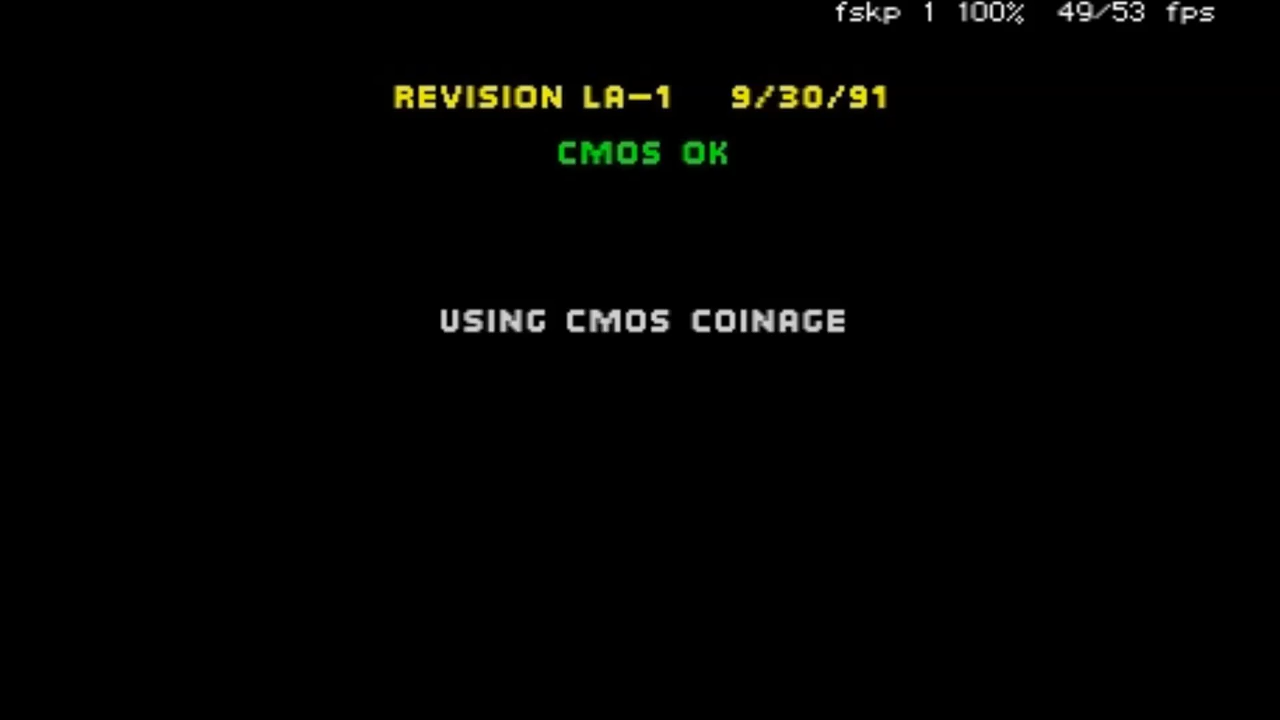 fskp 1 100% 49/53 fps
REVISION LA-1 9/30/91
CMOS OK
USING CMOS COINAGE